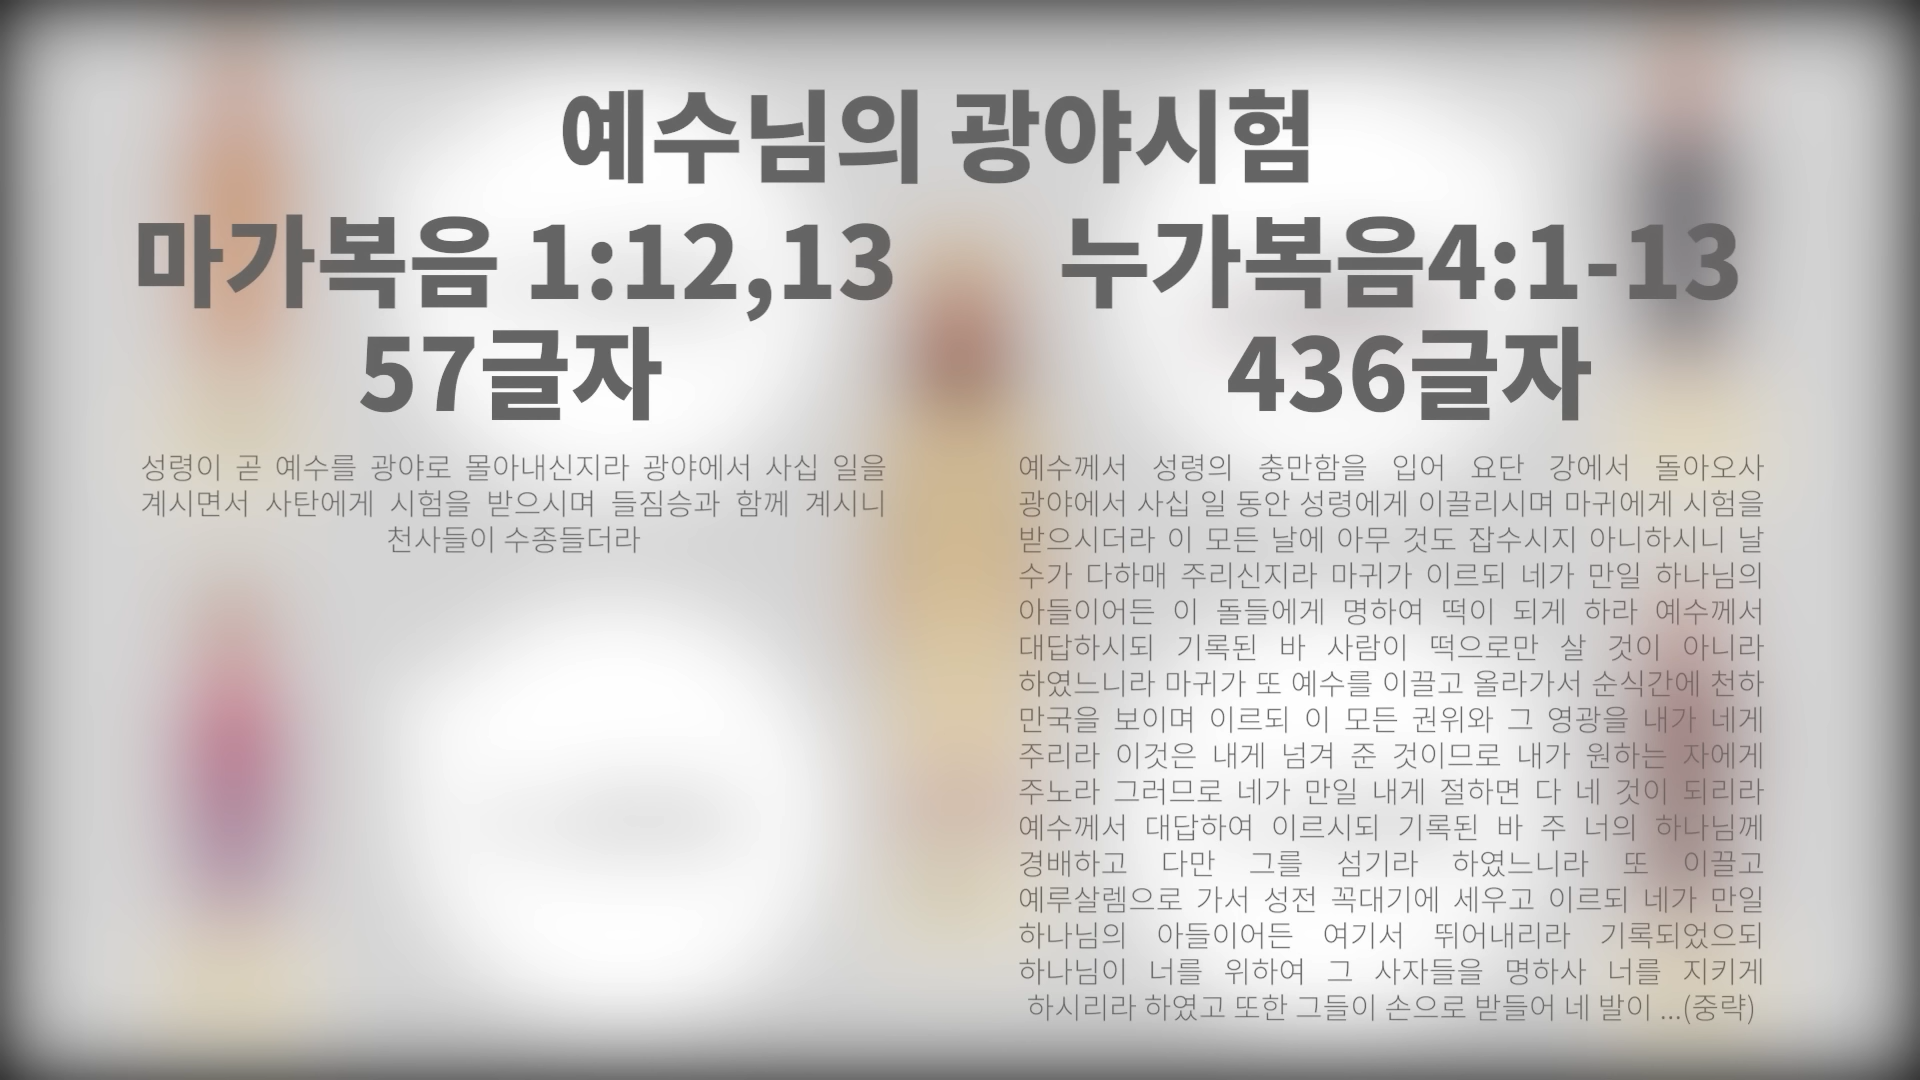 예수님의 광야시험
마가복음 1:12,13
57글자
성령이 곧 예수를 광야로 몰아내신지라 광야에서 사십 일을
계시면서 사탄에게 시험을 받으시며 들짐승과 함께 계시니
천사들이 수종들더라
누가복음4:1-13
436글자
예수께서 성령의 충만함을 입어 요단 강에서 돌아오사
광야에서 사십 일 동안 성령에게 이끌리시며 마귀에게 시험을
받으시더라 이 모든 날에 아무 것도 잡수시지 아니하시니 날
수가 다하매 주리신지라 마귀가 이르되 네가 만일 하나님의
아들이어든 이 돌들에게 명하여 떡이 되게 하라 예수께서
대답하시되 기록된 바 사람이 떡으로만 살 것이 아니라
하였느니라 마귀가 또 예수를 이끌고 올라가서 순식간에 천하
만국을 보이며 이르되 이 모든 권위와 그 영광을 내가 네게
주리라 이것은 내게 넘겨 준 것이므로 내가 원하는 자에게
주노라 그러므로 네가 만일 내게 절하면 다 네 것이 되리라
예수께서 대답하여 이르시되 기록된 바 주 너의 하나님께
경배하고 다만 그를 섬기라 하였느니라 또 이끌고
예루살렘으로 가서 성전 꼭대기에 세우고 이르되 네가 만일
하나님의 아들이어든 여기서 뛰어내리라 기록되었으되
하나님이 너를 위하여 그 사자들을 명하사 너를 지키게
하시리라 하였고 또한 그들이 손으로 받들어 네 발이 ...(중략)